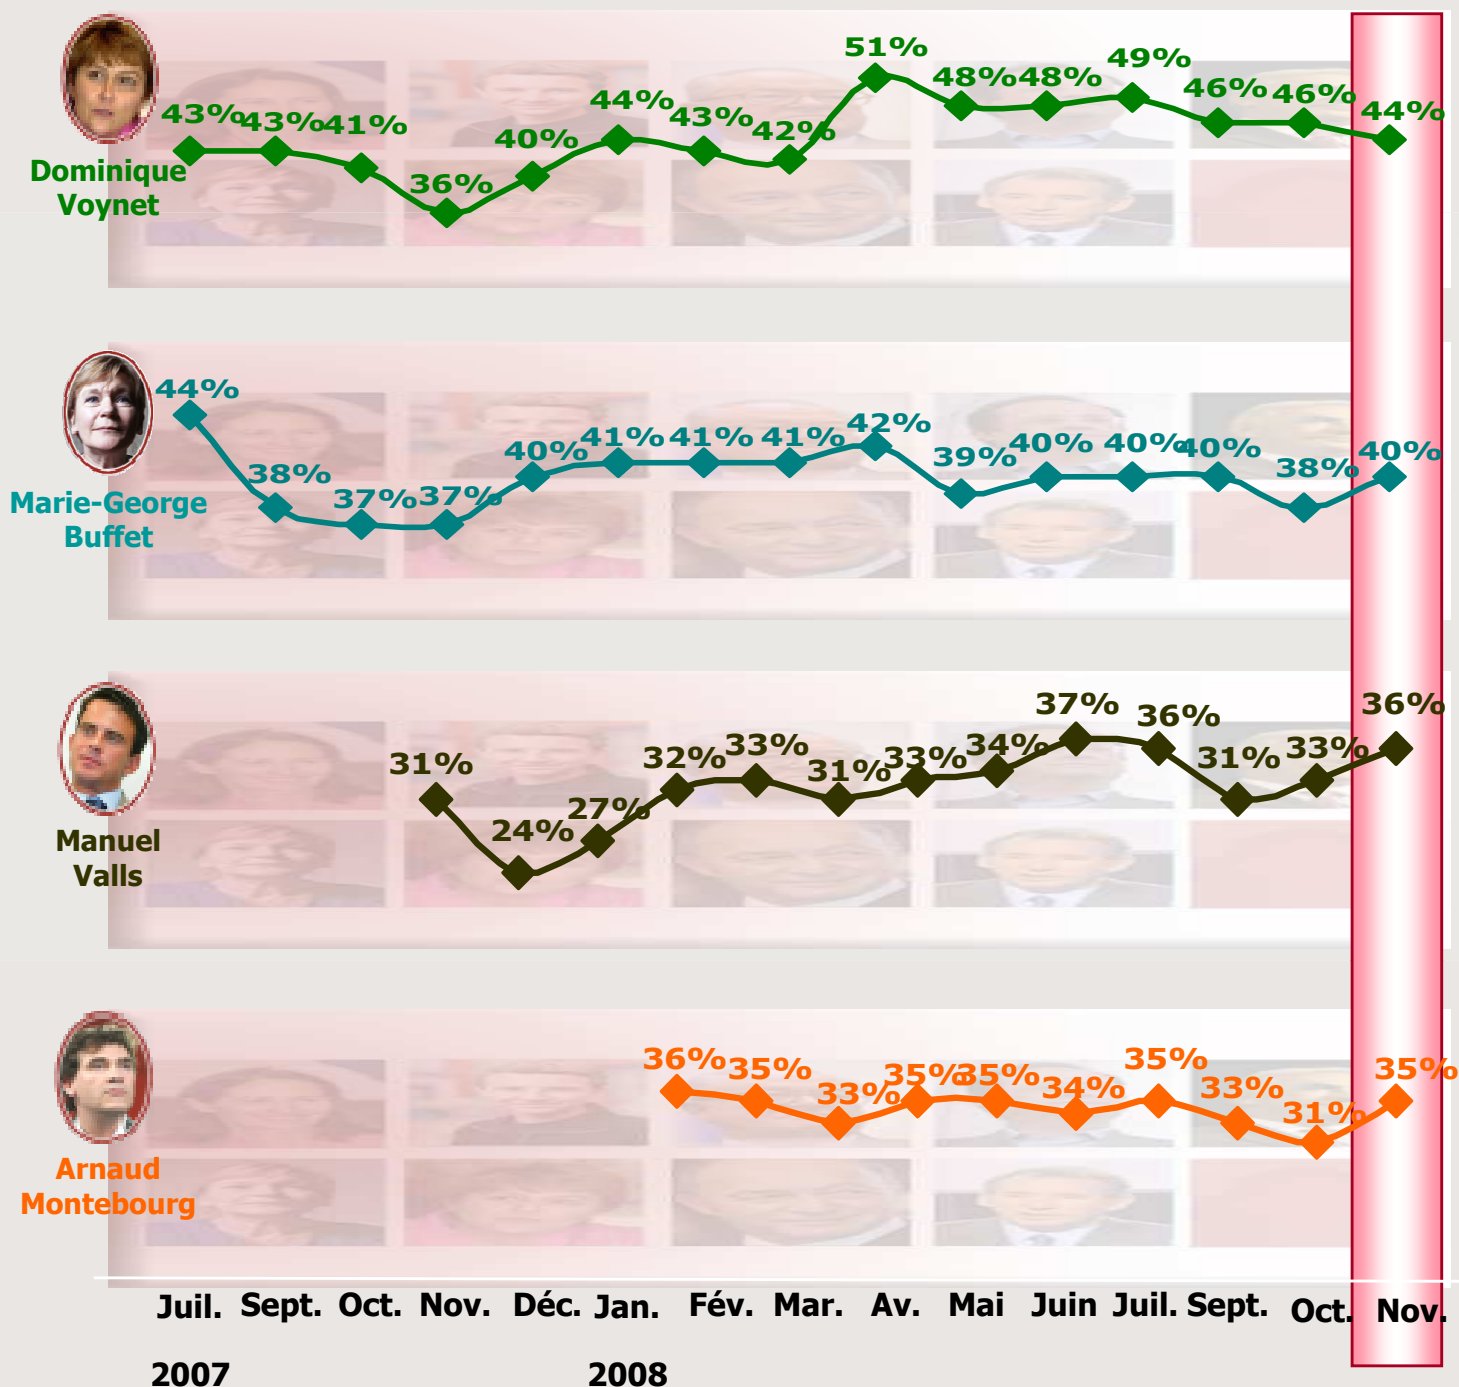 43% 43% 41% 36% 40% 44% 43% 42% 51% 48% 48% 49% 46% 46% 44%
Dominique
Voynet
44% 38% 37% 37% 40% 41% 41% 41% 42% 39% 40% 40% 40% 38% 40%
Marie-George
Buffet
31% 24% 27% 32% 33% 31% 33% 34% 37% 36% 31% 33% 36%
Manuel
Valls
36% 35% 33% 35% 35% 34% 35% 33% 31% 35%
Arnaud
Montebourg
Juil. Sept. Oct. Nov. Déc. Jan. Fév. Mar. Av. Mai Juin Juil. Sept. Oct. Nov.
2007 2008